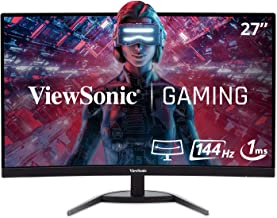 27"
ViewSonic® | GAMING
144Hz
1ms
ViewSonic